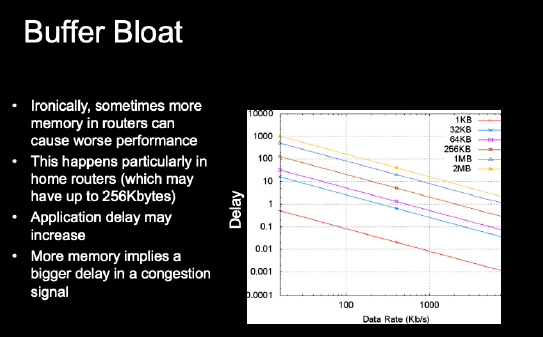 Buffer Bloat
• Ironically, sometimes more
memory in routers can
cause worse performance
• This happens particularly in
home routers (which may
have up to 256Kbytes)
• Application delay may
increase
• More memory implies a
bigger delay in a congestion
signal
Delay
10000
1000
100
10
1
0.1
0.01
0.001
0.0001
1KB
32KB
64KB
256KB
1MB
2MB
100
1000
Data Rate (Kb/s)